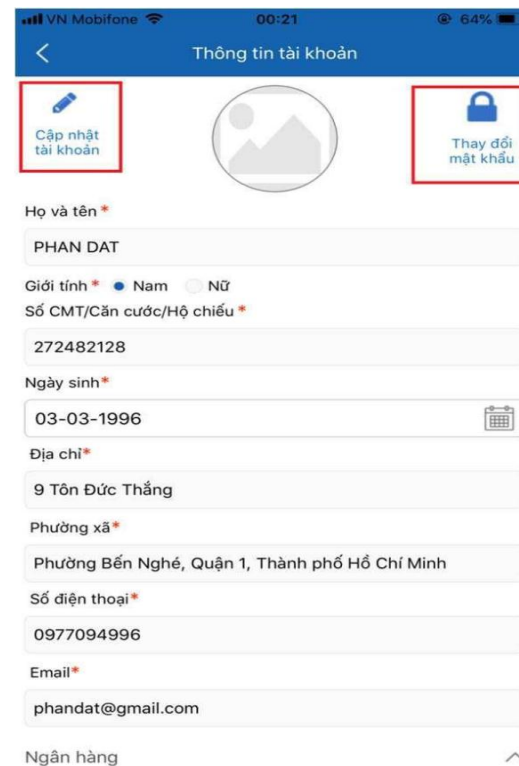 VN Mobifone 00:21 64%
Thông tin tài khoản
Cập nhật
tài khoản
Thay đổi
mật khẩu
Họ và tên *
PHAN DAT
Giới tính * Nam Nữ
Số CMT/Căn cước/Hộ chiếu *
272482128
Ngày sinh*
03-03-1996
Địa chỉ*
9 Tôn Đức Thắng
Phường xã*
Phường Bến Nghé, Quận 1, Thành phố Hồ Chí Minh
Số điện thoại*
0977094996
Email*
phandat@gmail.com
Ngân hàng